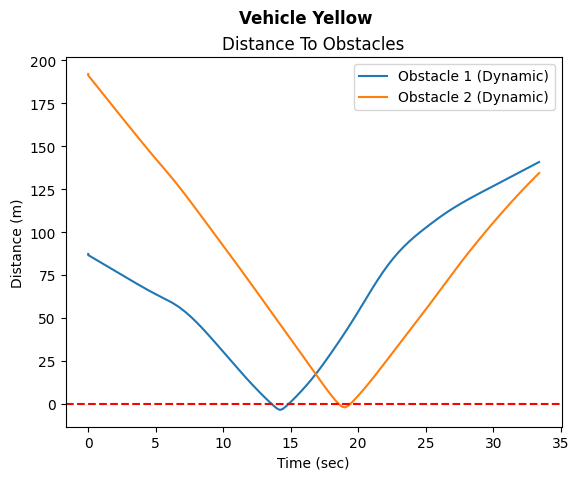 Vehicle Yellow
Distance To Obstacles
Obstacle 1 (Dynamic)
Obstacle 2 (Dynamic)
Distance (m)
200
175
150
125
100
75
50
25
0
0 5 10 15 20 25 30 35
Time (sec)